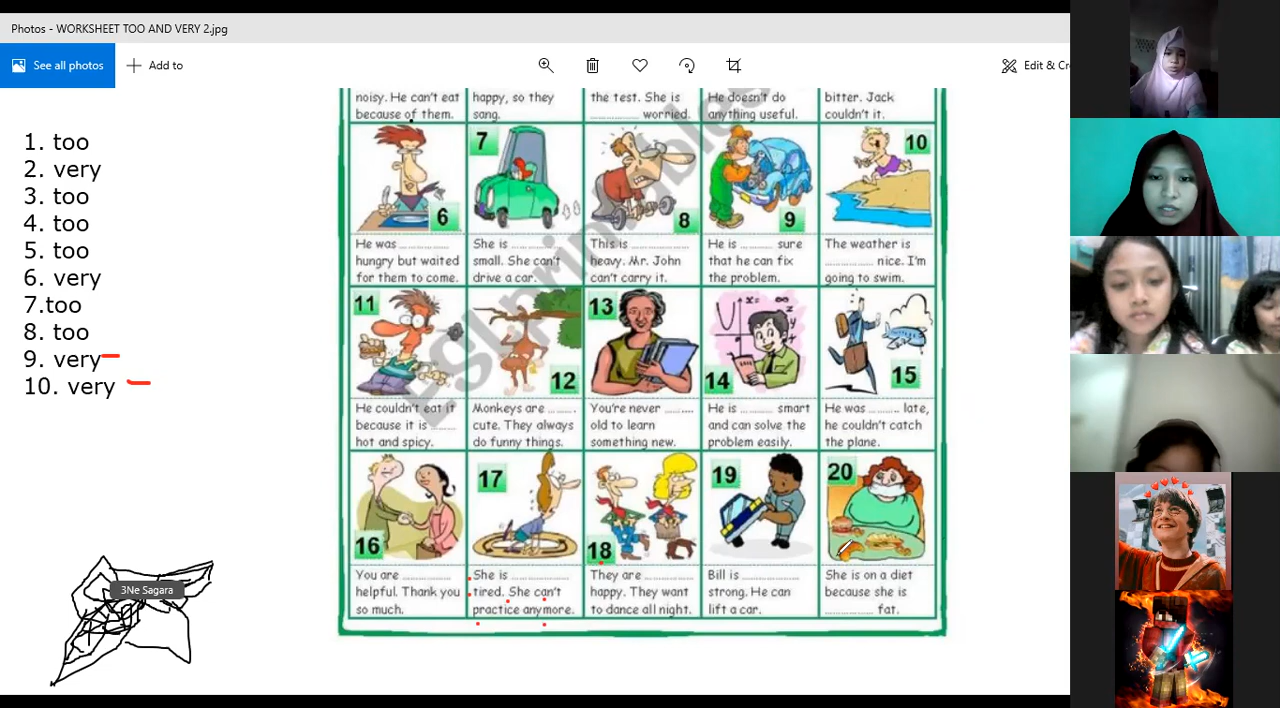 Photos - WORKSHEET TOO AND VERY 2.jpg
See all photos
Add to
Edit & Cr
1. too
2. very
3. too
4. too
5. too
6. very
7.too
8. too
9. very
10. very
3Ne Sagara
noisy. He can't eat
because of them.
happy, so they
sang.
the test. She is
............ worried.
He doesn't do
anything useful.
bitter. Jack
couldn't it.
6
He was ............
hungry but waited
for them to come.
7
She is ............
small. She can't
drive a car.
8
This is ............
heavy. Mr. John
can't carry it.
9
He is ......... sure
that he can fix
the problem.
10
The weather is
............ nice. I'm
going to swim.
11
He couldn't eat it
because it is .........
hot and spicy.
12
Monkeys are .........
cute. They always
do funny things.
13
You're never .........
old to learn
something new.
14
He is ......... smart
and can solve the
problem easily.
15
He was ......... late,
he couldn't catch
the plane.
16
You are ............
helpful. Thank you
so much.
17
She is ............
tired. She can't
practice anymore.
18
They are ............
happy. They want
to dance all night.
19
Bill is ............
strong. He can
lift a car.
20
She is on a diet
because she is
............ fat.